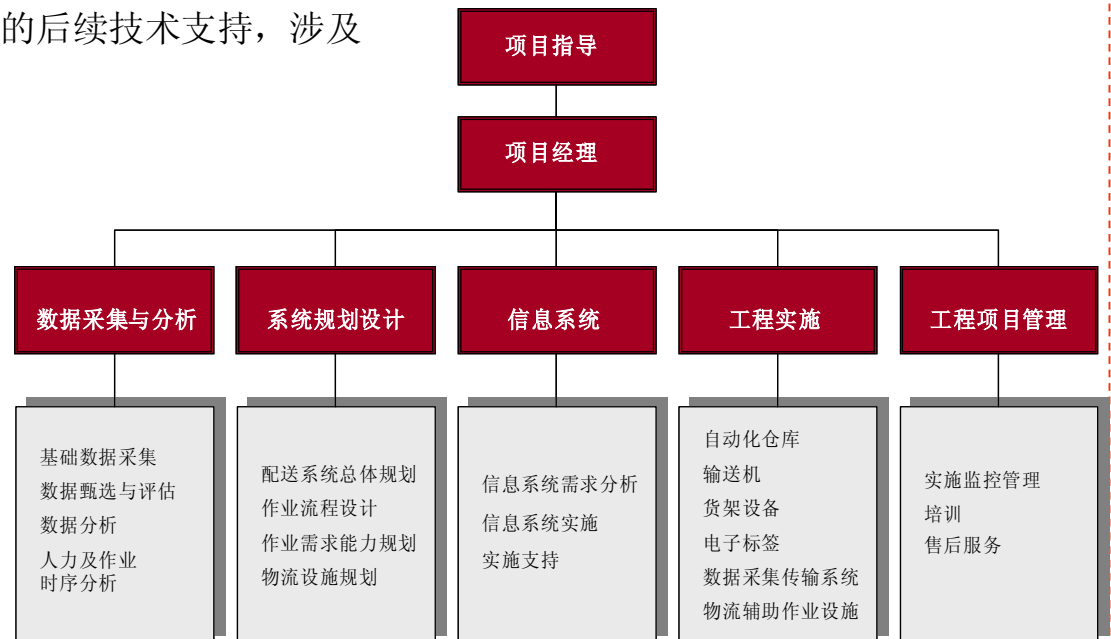 的后续技术支持，涉及
项目指导
项目经理
数据采集与分析
系统规划设计
信息系统
工程实施
工程项目管理
基础数据采集
数据甄选与评估
数据分析
人力及作业
时序分析
配送系统总体规划
作业流程设计
作业需求能力规划
物流设施规划
信息系统需求分析
信息系统实施
实施支持
自动化仓库
输送机
货架设备
电子标签
数据采集传输系统
物流辅助作业设施
实施监控管理
培训
售后服务